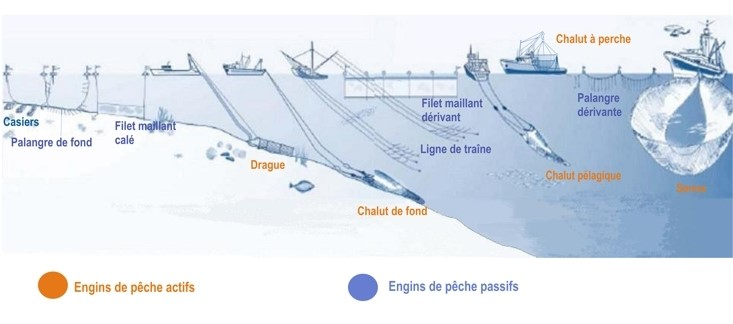 Chalut à perche
Casiers
Palangre de fond
Filet maillant
calé
Drague
Chalut de fond
Filet maillant
dérivant
Ligne de traîne
Chalut pélagique
Palangre
dérivante
Engins de pêche actifs
Engins de pêche passifs